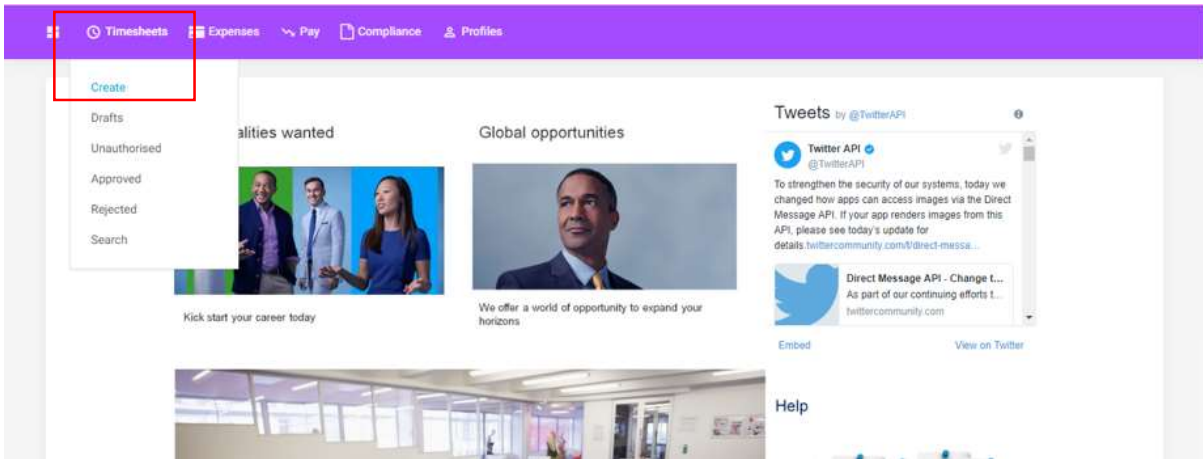 Timesheets Expenses Pay Compliance Profiles
Create
Drafts
Unauthorised
Approved
Rejected
Search
alities wanted
Kick start your career today
Global opportunities
We offer a world of opportunity to expand your
horizons
Tweets by @TwitterAPI
Twitter API
@TwitterAPI
To strengthen the security of our systems, today we
changed how apps can access images via the Direct
Message API. If your app renders images from this
API, please see today's update for
details.twittercommunity.com/t/direct-messa...
Direct Message API - Change t...
As part of our continuing efforts t...
twittercommunity.com
Embed View on Twitter
Help